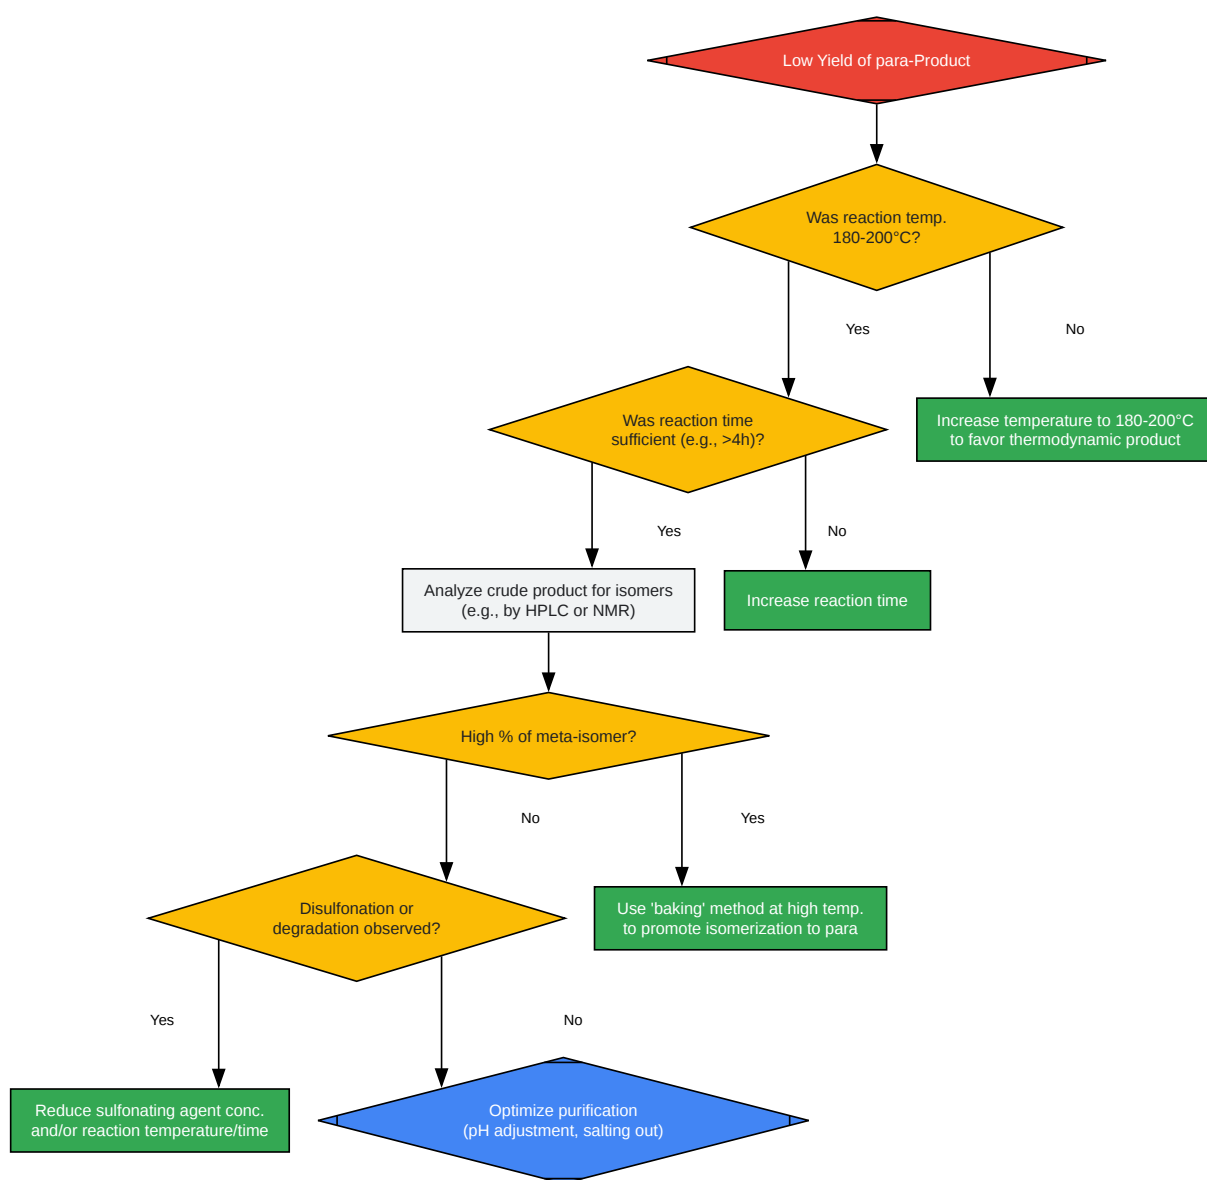 Low Yield of para-Product
Was reaction temp.
180-200°C?
Yes
No
Was reaction time
sufficient (e.g., >4h)?
Increase temperature to 180-200°C
to favor thermodynamic product
Yes
No
Analyze crude product for isomers
(e.g., by HPLC or NMR)
Increase reaction time
High % of meta-isomer?
No
Yes
Disulfonation or
degradation observed?
Use 'baking' method at high temp.
to promote isomerization to para
Yes
No
Reduce sulfonating agent conc.
and/or reaction temperature/time
Optimize purification
(pH adjustment, salting out)